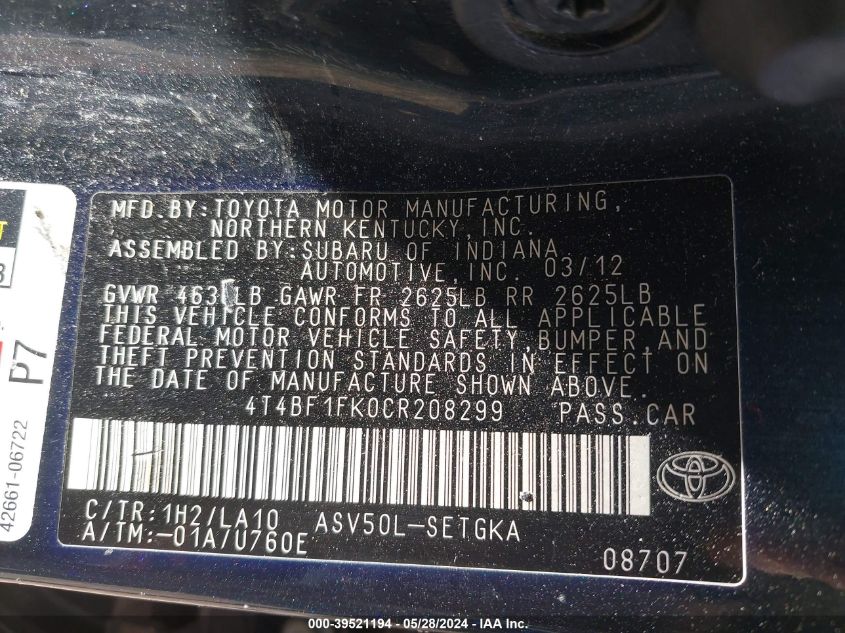 MFD.BY:TOYOTA MOTOR MANUFACTURING,
NORTHERN KENTUCKY,INC.
ASSEMBLED BY:SUBARU OF INDIANA
AUTOMOTIVE,INC. 03/12
GVWR LB GAWR FR 2625LB RR 2625LB
THIS VEHICLE CONFORMS TO ALL APPLICABLE
FEDERAL MOTOR VEHICLE SAFETY,BUMPER,AND
THEFT PREVENTION STANDARDS IN EFFECT ON
THE DATE OF MANUFACTURE SHOWN ABOVE.
4T4BF1FK0CR208299 PASS.CAR
C/TR:1H2/LA10 ASV50L-SETGKA
A/TM:-01A/U760E
08707
P7
42661-06722
000-39521194 - 05/28/2024 - IAA Inc.